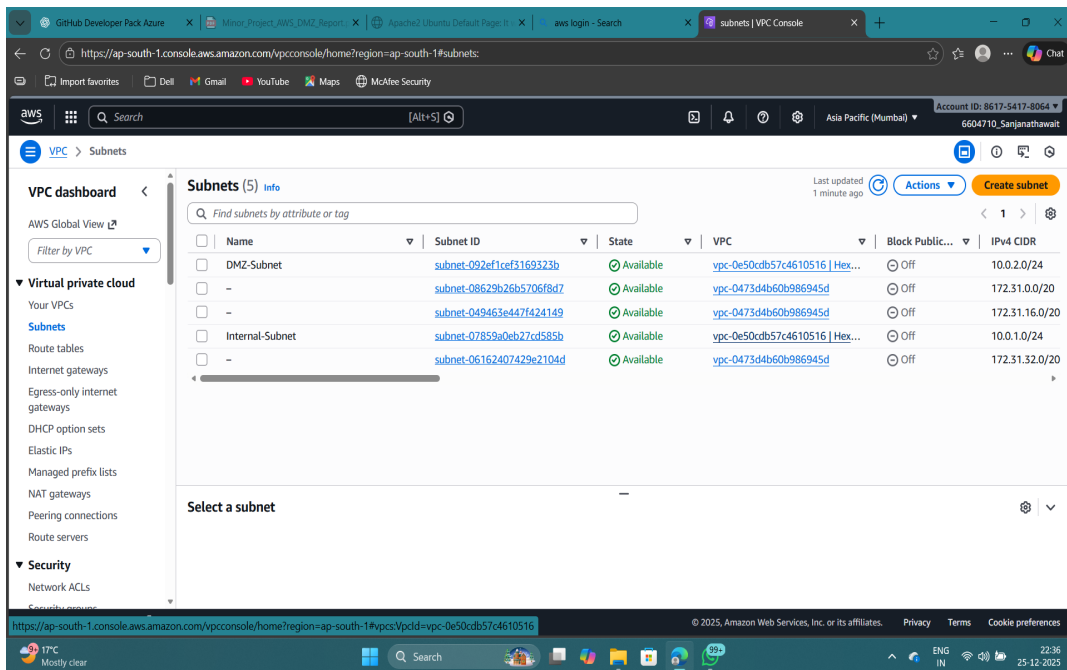 GitHub Developer Pack Azure
Minor_Project_AWS_DMZ_Report.
Apache2 Ubuntu Default Page: It w
aws login - Search
subnets | VPC Console
https://ap-south-1.console.aws.amazon.com/vpcconsole/home?region=ap-south-1#subnets:
Chat
Import favorites Dell Gmail YouTube Maps McAfee Security
aws Search [Alt+S] Asia Pacific (Mumbai) ▼
Account ID: 8617-5417-8064 ▼
6604710_Sanjanathawait
VPC > Subnets
VPC dashboard
AWS Global View
Filter by VPC
Virtual private cloud
Your VPCs
Subnets
Route tables
Internet gateways
Egress-only internet
gateways
DHCP option sets
Elastic IPs
Managed prefix lists
NAT gateways
Peering connections
Route servers
Security
Network ACLs
Security groups
Subnets (5) Info
Last updated
1 minute ago
Actions ▼
Create subnet
Find subnets by attribute or tag
1
Name Subnet ID State VPC Block Public... IPv4 CIDR
DMZ-Subnet subnet-092ef1cef3169323b Available vpc-0e50cdb57c4610516 | Hex... Off 10.0.2.0/24
– subnet-08629b26b5706f8d7 Available vpc-0473d4b60b986945d Off 172.31.0.0/20
– subnet-049463e447f424149 Available vpc-0473d4b60b986945d Off 172.31.16.0/20
Internal-Subnet subnet-07859a0eb27cd585b Available vpc-0e50cdb57c4610516 | Hex... Off 10.0.1.0/24
– subnet-06162407429e2104d Available vpc-0473d4b60b986945d Off 172.31.32.0/20
Select a subnet
https://ap-south-1.console.aws.amazon.com/vpcconsole/home?region=ap-south-1#vpcs:VpcId=vpc-0e50cdb57c4610516
© 2025, Amazon Web Services, Inc. or its affiliates. Privacy Terms Cookie preferences
9+
17°C
Mostly clear
Search
99+
ENG
IN
22:36
25-12-2025